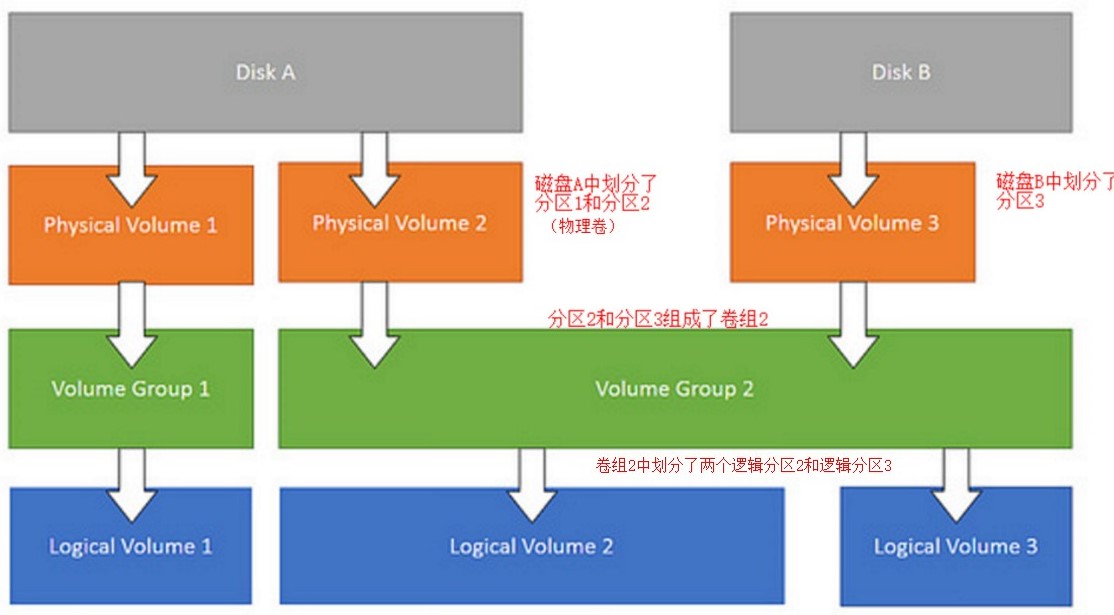 Disk A
Disk B
Physical Volume 1
Physical Volume 2
磁盘A中划分了
分区1和分区2
（物理卷）
Physical Volume 3
磁盘B中划分了
分区3
分区2和分区3组成了卷组2
Volume Group 1
Volume Group 2
卷组2中划分了两个逻辑分区2和逻辑分区3
Logical Volume 1
Logical Volume 2
Logical Volume 3